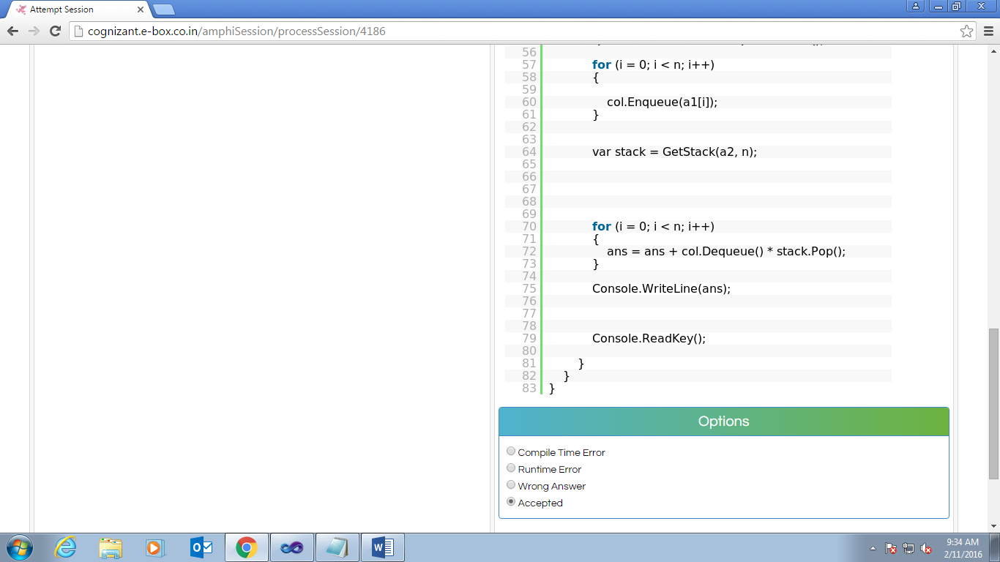 Attempt Session
cognizant.e-box.co.in/amphiSession/processSession/4186
56
57 for (i = 0; i < n; i++)
58 {
59
60 col.Enqueue(a1[i]);
61 }
62
63
64 var stack = GetStack(a2, n);
65
66
67
68
69
70 for (i = 0; i < n; i++)
71 {
72 ans = ans + col.Dequeue() * stack.Pop();
73 }
74
75 Console.WriteLine(ans);
76
77
78
79 Console.ReadKey();
80
81 }
82 }
83 }
Options
Compile Time Error
Runtime Error
Wrong Answer
Accepted
9:34 AM
2/11/2016